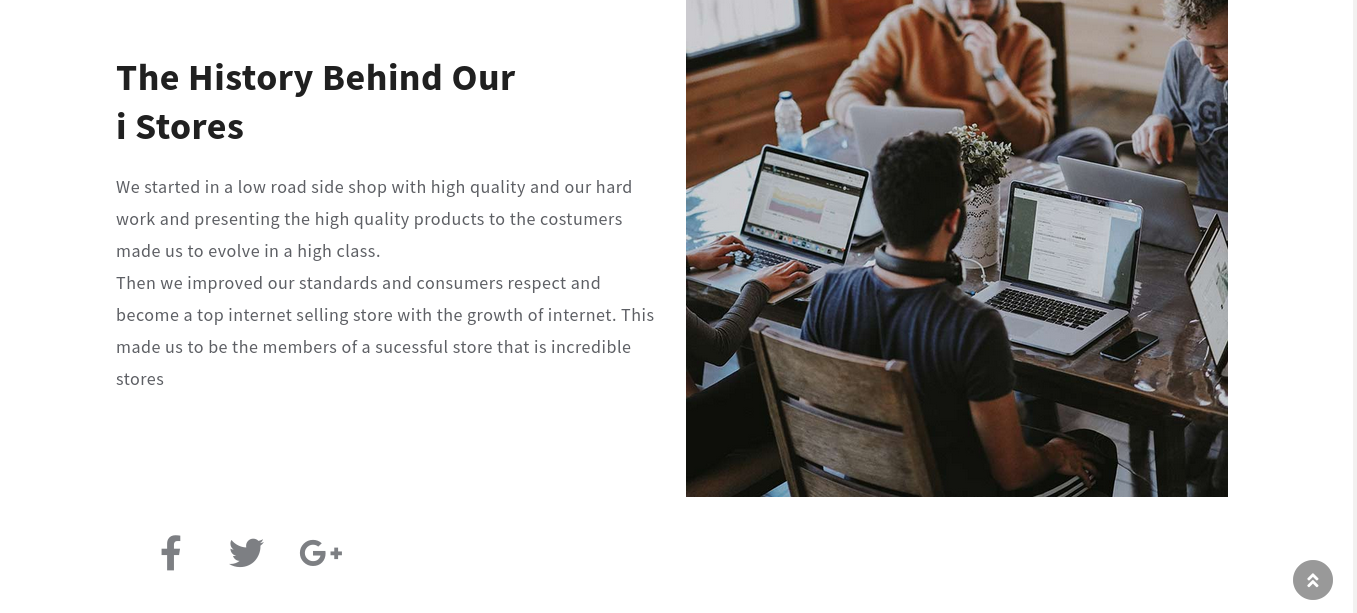 The History Behind Our
i Stores
We started in a low road side shop with high quality and our hard
work and presenting the high quality products to the costumers
made us to evolve in a high class.
Then we improved our standards and consumers respect and
become a top internet selling store with the growth of internet. This
made us to be the members of a sucessful store that is incredible
stores